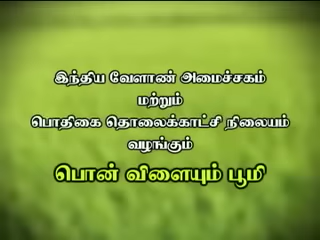 இந்திய வேளாண் அமைச்சகம்
மற்றும்
பொதிகை தொலைக்காட்சி நிலையம்
வழங்கும்
பொன் விளையும் பூமி